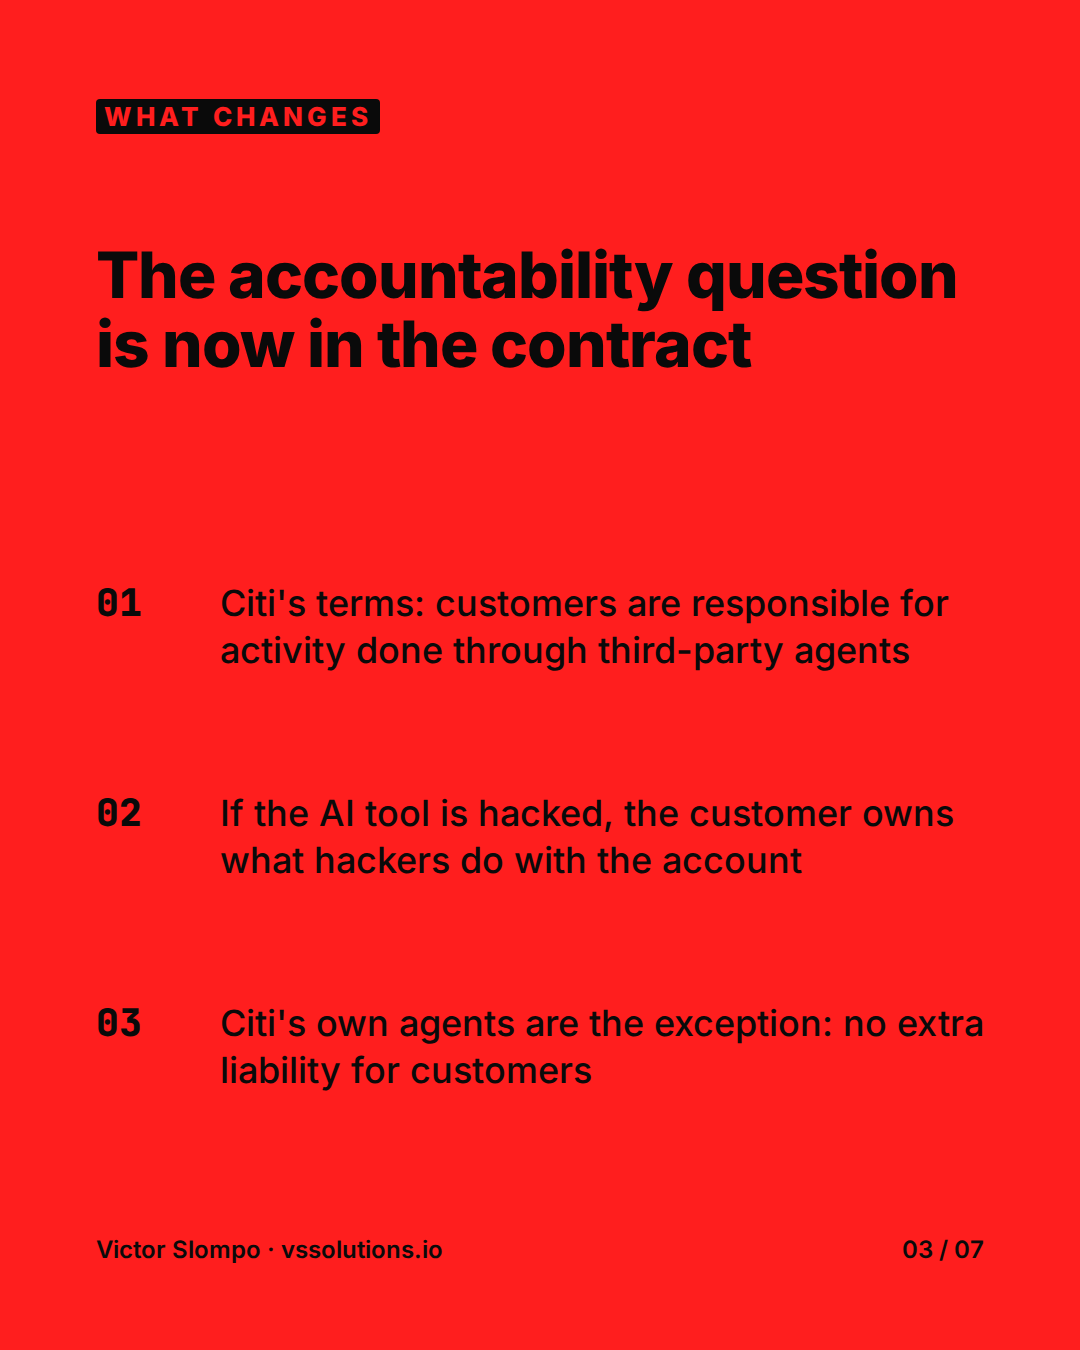 WHAT CHANGES
The accountability question
is now in the contract
01 Citi's terms: customers are responsible for
activity done through third-party agents
02 If the AI tool is hacked, the customer owns
what hackers do with the account
03 Citi's own agents are the exception: no extra
liability for customers
Victor Slompo · vssolutions.io 03 / 07